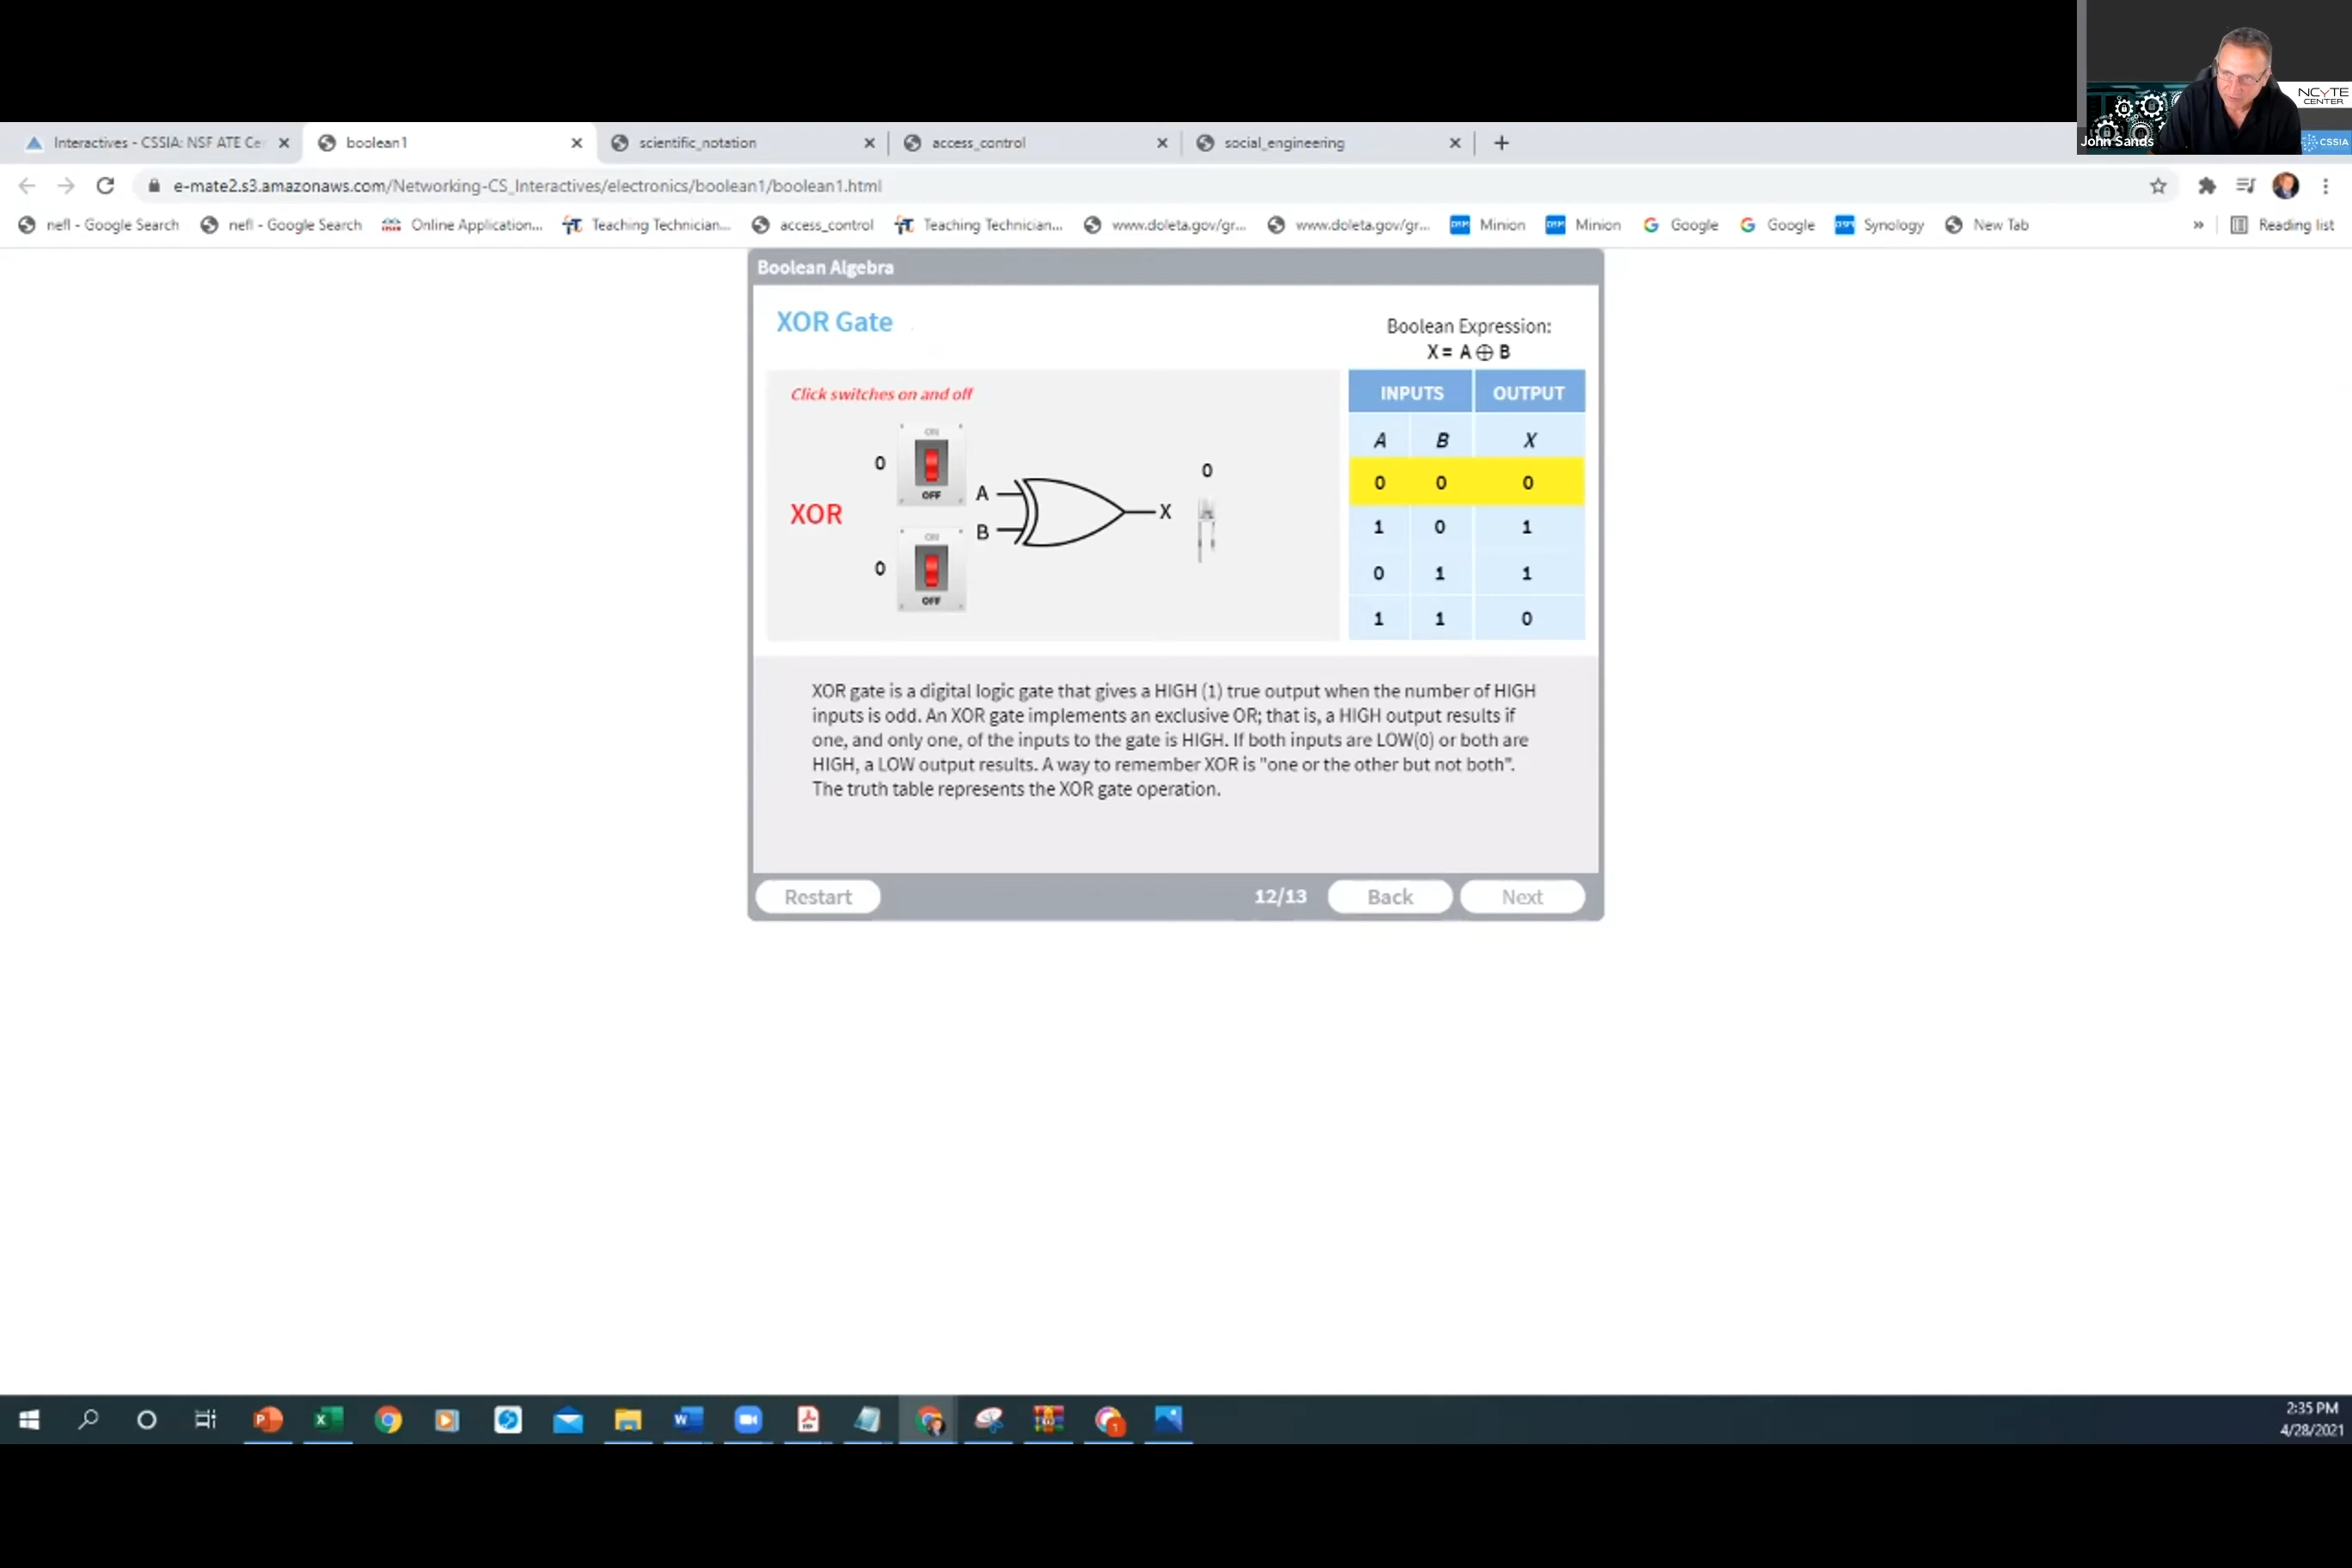 NCYTE
CENTER
John Sands
CSSIA
Interactives - CSSIA: NSF ATE Ce
boolean1
scientific_notation
access_control
social_engineering
e-mate2.s3.amazonaws.com/Networking-CS_Interactives/electronics/boolean1/boolean1.html
nefl - Google Search
nefl - Google Search
Online Application...
Teaching Technician...
access_control
Teaching Technician...
www.doleta.gov/gr...
www.doleta.gov/gr...
Minion
Minion
Google
Google
Synology
New Tab
»
Reading list
Boolean Algebra
XOR Gate
Boolean Expression:
X = A ⊕ B
Click switches on and off
XOR
0
ON
OFF
0
ON
OFF
A
B
X
0
INPUTS OUTPUT
A B X
0 0 0
1 0 1
0 1 1
1 1 0
XOR gate is a digital logic gate that gives a HIGH (1) true output when the number of HIGH
inputs is odd. An XOR gate implements an exclusive OR; that is, a HIGH output results if
one, and only one, of the inputs to the gate is HIGH. If both inputs are LOW(0) or both are
HIGH, a LOW output results. A way to remember XOR is "one or the other but not both".
The truth table represents the XOR gate operation.
Restart
12/13
Back
Next
2:35 PM
4/28/2021